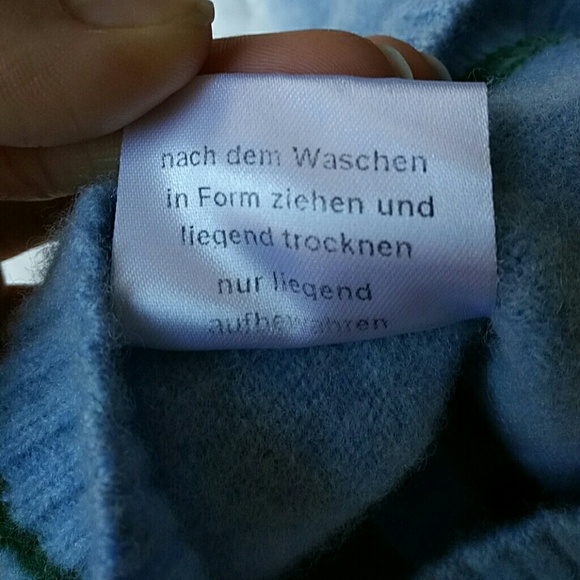 nach dem Waschen
in Form ziehen und
liegend trocknen
nur liegend
aufbewahren